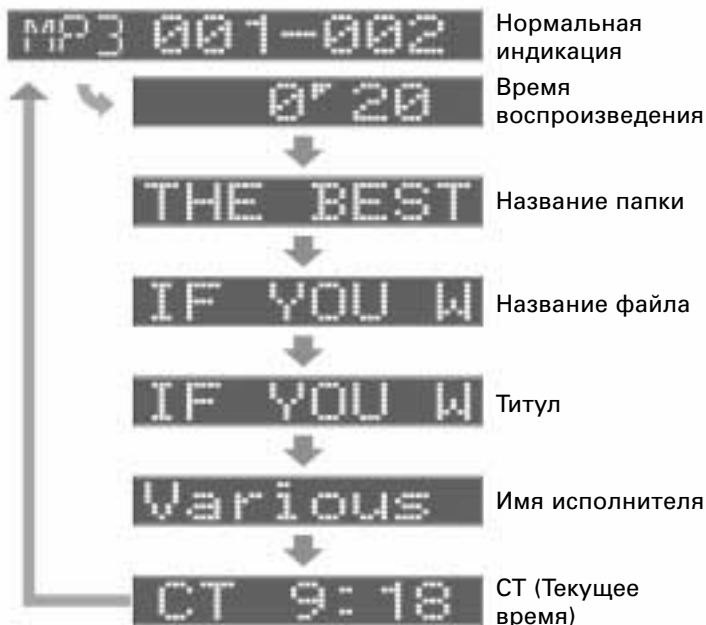 MP3 001-002
Нормальная
индикация
0" 20
Время
воспроизведения
THE BEST
Название папки
IF YOU W
Название файла
IF YOU W
Титул
Various
Имя исполнителя
CT 9:18
CT (Текущее
время)